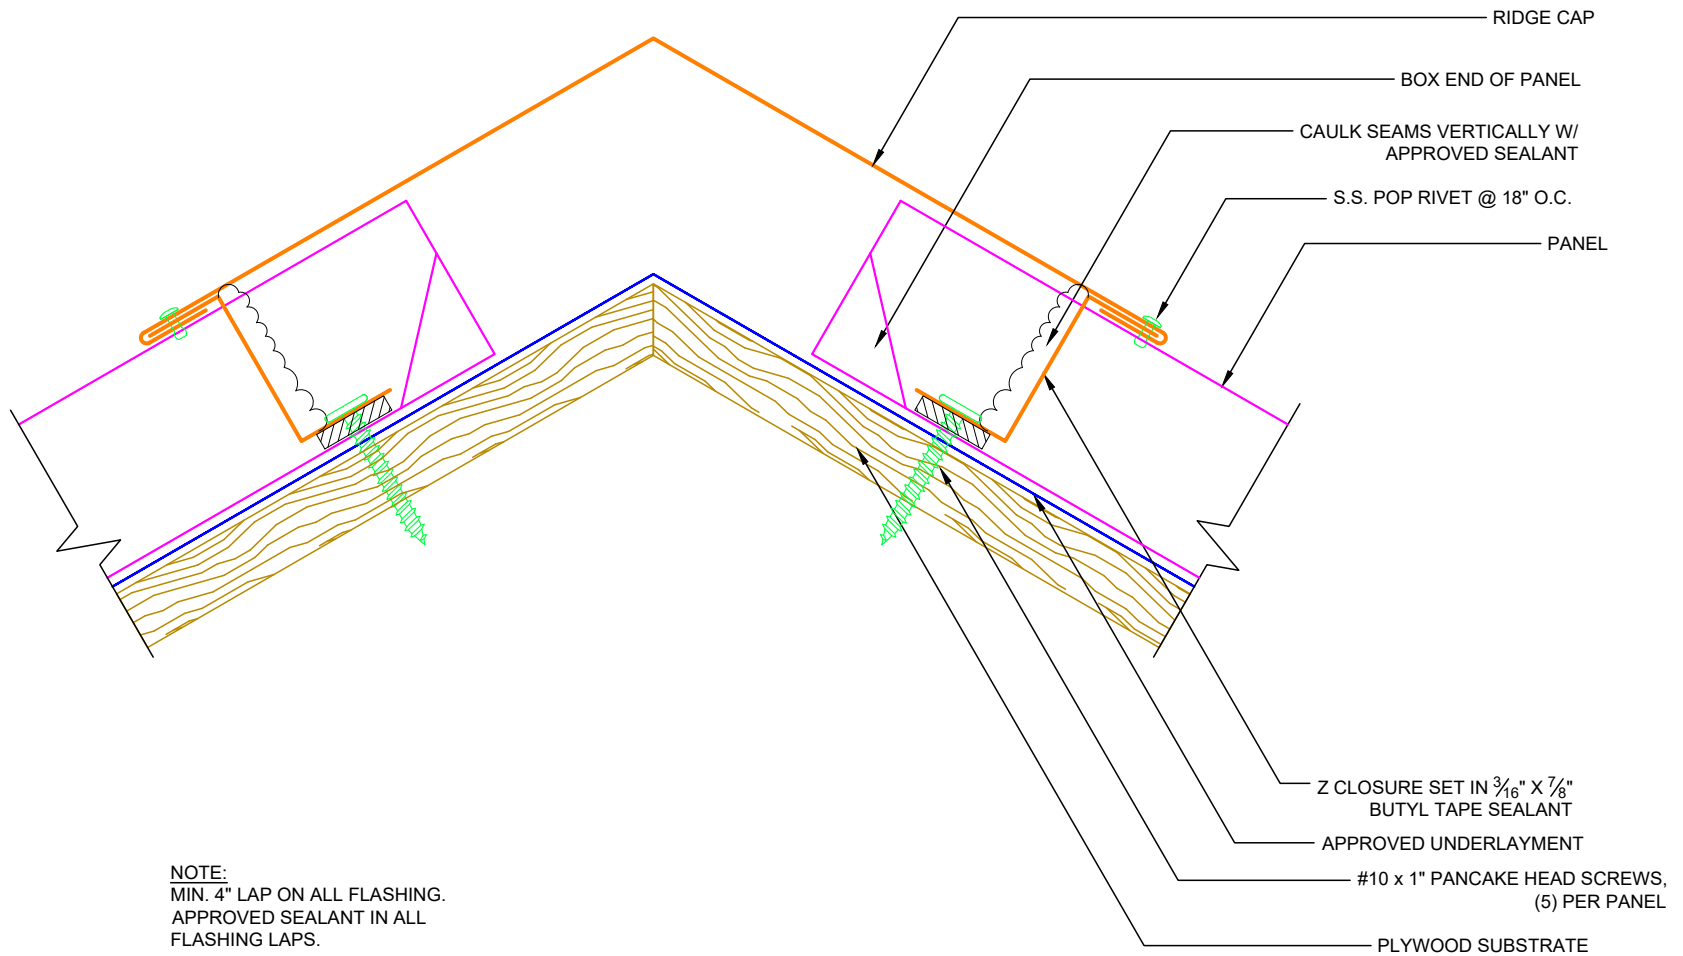 RIDGE CAP
BOX END OF PANEL
CAULK SEAMS VERTICALLY W/
APPROVED SEALANT
S.S. POP RIVET @ 18" O.C.
PANEL
Z CLOSURE SET IN 3/16" X 7/8"
BUTYL TAPE SEALANT
APPROVED UNDERLAYMENT
#10 x 1" PANCAKE HEAD SCREWS,
(5) PER PANEL
PLYWOOD SUBSTRATE
NOTE:
MIN. 4" LAP ON ALL FLASHING.
APPROVED SEALANT IN ALL
FLASHING LAPS.